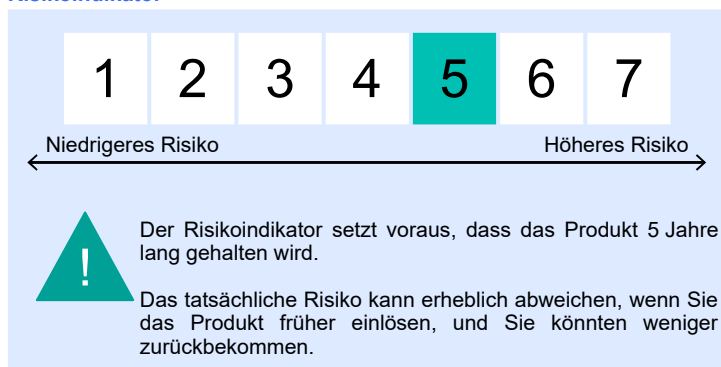 1 2 3 4 5 6 7
Niedrigeres Risiko Höheres Risiko
!
Der Risikoindikator setzt voraus, dass das Produkt 5 Jahre
lang gehalten wird.
Das tatsächliche Risiko kann erheblich abweichen, wenn Sie
das Produkt früher einlösen, und Sie könnten weniger
zurückbekommen.